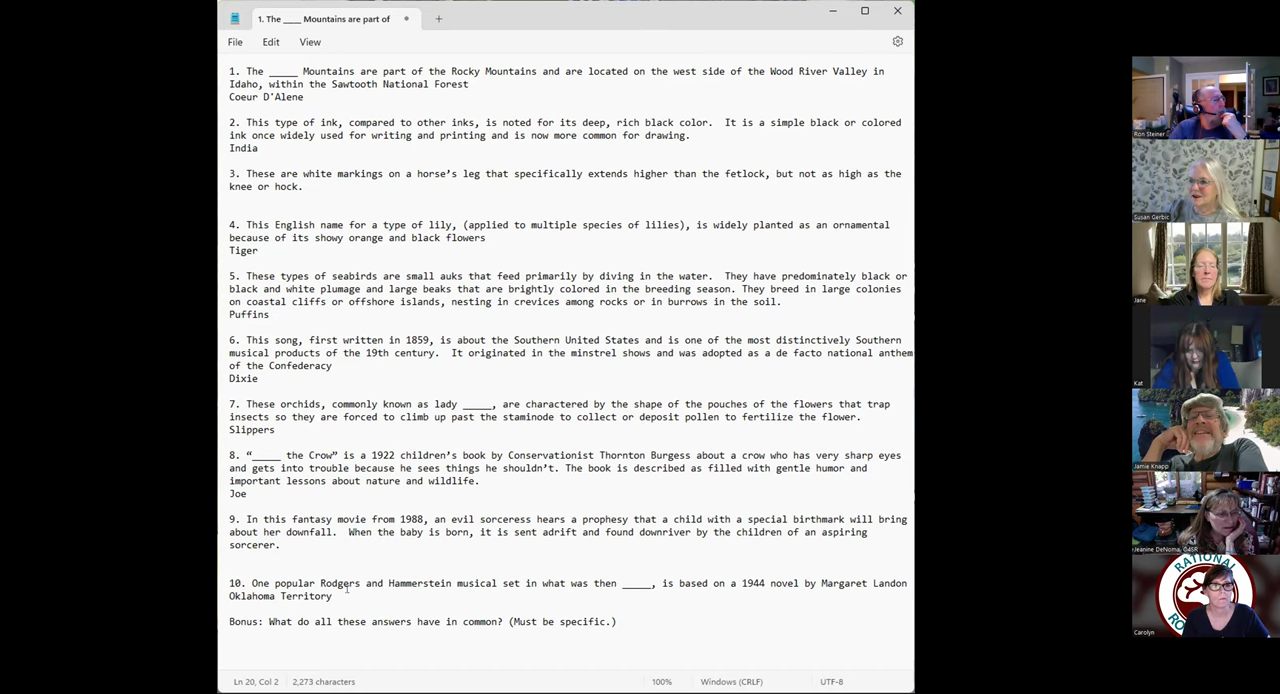 1. The ____ Mountains are part of
File
Edit
View
1. The _____ Mountains are part of the Rocky Mountains and are located on the west side of the Wood River Valley in
Idaho, within the Sawtooth National Forest
Coeur D'Alene
2. This type of ink, compared to other inks, is noted for its deep, rich black color.  It is a simple black or colored
ink once widely used for writing and printing and is now more common for drawing.
India
3. These are white markings on a horse’s leg that specifically extends higher than the fetlock, but not as high as the
knee or hock.
4. This English name for a type of lily, (applied to multiple species of lilies), is widely planted as an ornamental
because of its showy orange and black flowers
Tiger
5. These types of seabirds are small auks that feed primarily by diving in the water.  They have predominately black or
black and white plumage and large beaks that are brightly colored in the breeding season. They breed in large colonies
on coastal cliffs or offshore islands, nesting in crevices among rocks or in burrows in the soil.
Puffins
6. This song, first written in 1859, is about the Southern United States and is one of the most distinctively Southern
musical products of the 19th century.  It originated in the minstrel shows and was adopted as a de facto national anthem
of the Confederacy
Dixie
7. These orchids, commonly known as lady _____, are charactered by the shape of the pouches of the flowers that trap
insects so they are forced to climb up past the staminode to collect or deposit pollen to fertilize the flower.
Slippers
8. “_____ the Crow” is a 1922 children’s book by Conservationist Thornton Burgess about a crow who has very sharp eyes
and gets into trouble because he sees things he shouldn’t. The book is described as filled with gentle humor and
important lessons about nature and wildlife.
Joe
9. In this fantasy movie from 1988, an evil sorceress hears a prophesy that a child with a special birthmark will bring
about her downfall.  When the baby is born, it is sent adrift and found downriver by the children of an aspiring
sorcerer.
10. One popular Rodgers and Hammerstein musical set in what was then _____, is based on a 1944 novel by Margaret Landon
Oklahoma Territory
Bonus: What do all these answers have in common? (Must be specific.)
Ln 20, Col 2
2,273 characters
100%
Windows (CRLF)
UTF-8
Ron Steiner
Susan Gerbic
Jane
Kat
Jamie Knapp
Jeanine DeNoma, O4SR
RATIONAL
Carolyn